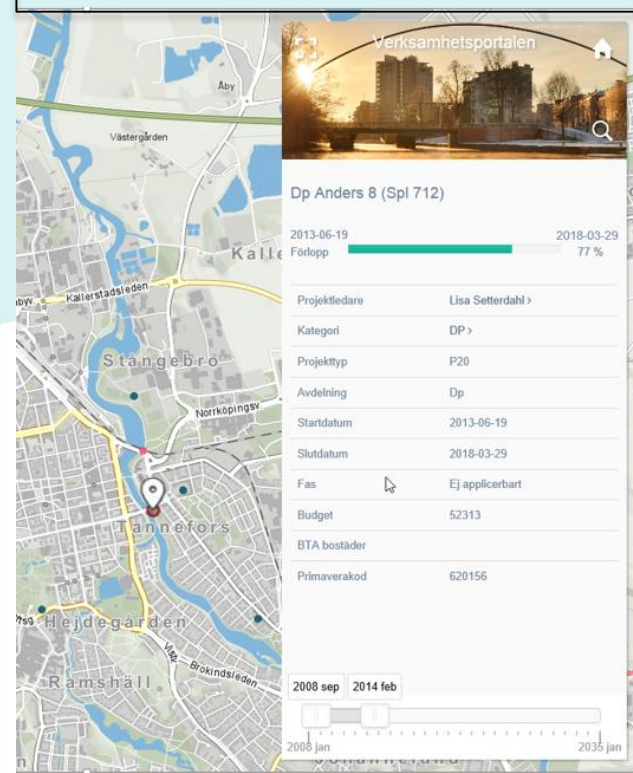 Verksamhetsportalen
Dp Anders 8 (Spl 712)
2013-06-19 2018-03-29
Förlopp 77 %
Projektledare Lisa Setterdahl >
Kategori DP >
Projekttyp P20
Avdelning Dp
Startdatum 2013-06-19
Slutdatum 2018-03-29
Fas Ej applicerbart
Budget 52313
BTA bostäder
Primaverakod 620156
2008 sep 2014 feb
2008 jan 2035 jan
Åby
Västergården
Kalle
Kallerstadsleden
Stångebro
Norrköpingsv.
Tannefors
Hejdegården
Ramshäll
Brokindsleden
Johannelund